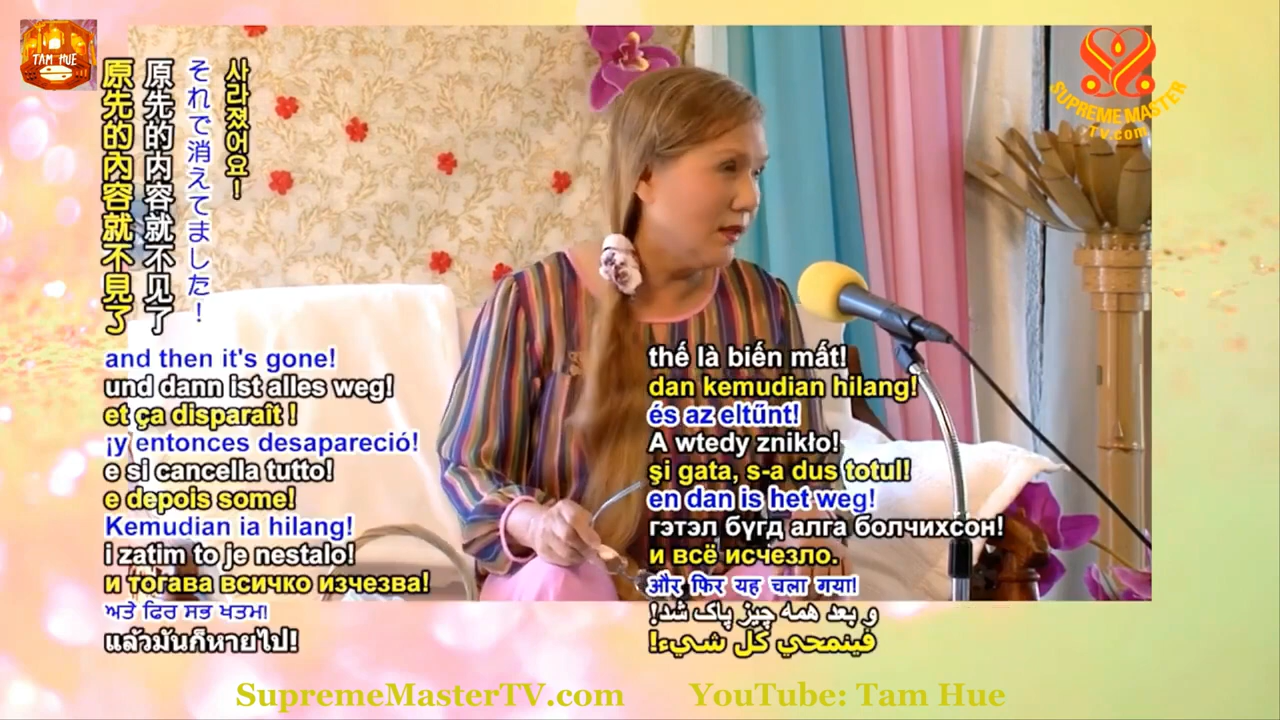 TAM HUE
SUPREME MASTER
TV.com
原先的內容就不見了
原先的内容就不见了
それで消えてました！
사라졌어요！
and then it's gone!
und dann ist alles weg!
et ça disparaît !
¡y entonces desapareció!
e si cancella tutto!
e depois some!
Kemudian ia hilang!
i zatim to je nestalo!
и тогава всичко изчезва!
ਅਤੇ ਫਿਰ ਸਭ ਖਤਮ!
แล้วมันก็หายไป!
thế là biến mất!
dan kemudian hilang!
és az eltűnt!
A wtedy znikło!
și gata, s-a dus totul!
en dan is het weg!
гэтэл бүгд алга болчихсон!
и всё исчезло.
और फिर यह चला गया!
و بعد همه چیز پاک شد!
فينمحي كل شيء!
SupremeMasterTV.com
YouTube: Tam Hue